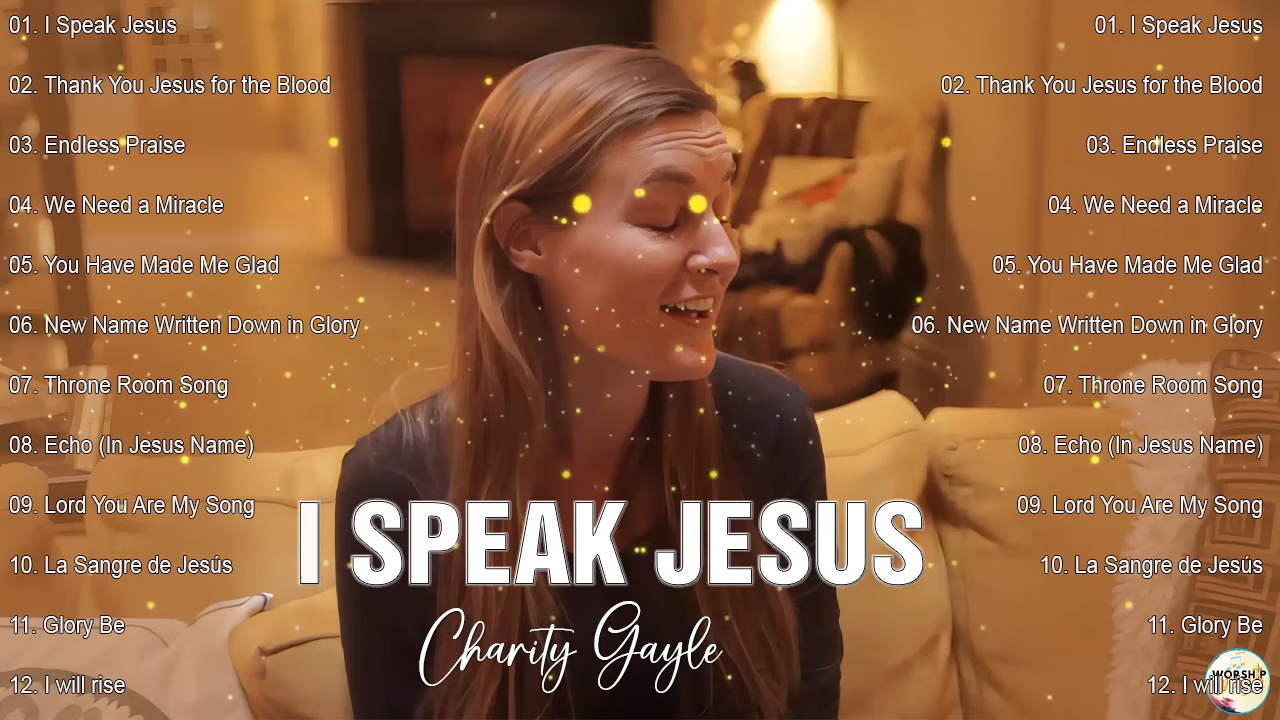 01. I Speak Jesus
02. Thank You Jesus for the Blood
03. Endless Praise
04. We Need a Miracle
05. You Have Made Me Glad
06. New Name Written Down in Glory
07. Throne Room Song
08. Echo (In Jesus Name)
09. Lord You Are My Song
10. La Sangre de Jesús
11. Glory Be
12. I will rise
I SPEAK JESUS
Charity Gayle
01. I Speak Jesus
02. Thank You Jesus for the Blood
03. Endless Praise
04. We Need a Miracle
05. You Have Made Me Glad
06. New Name Written Down in Glory
07. Throne Room Song
08. Echo (In Jesus Name)
09. Lord You Are My Song
10. La Sangre de Jesús
11. Glory Be
12. I will rise
WORSHIP